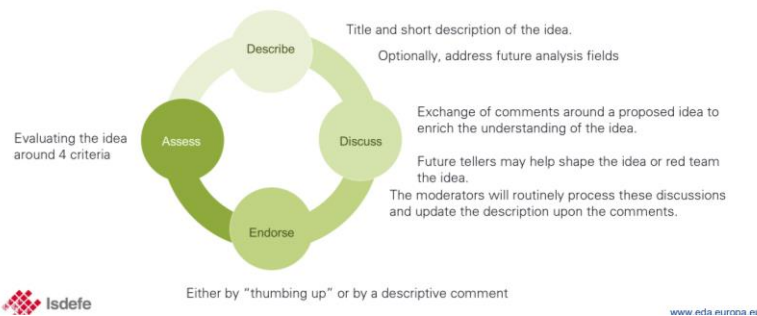 Describe
Title and short description of the idea.
Optionally, address future analysis fields
Assess
Evaluating the idea
around 4 criteria
Discuss
Exchange of comments around a proposed idea to
enrich the understanding of the idea.
Future tellers may help shape the idea or red team
the idea.
The moderators will routinely process these discussions
and update the description upon the comments.
Endorse
Either by “thumbing up” or by a descriptive comment
Isdefe
www.eda.europa.eu